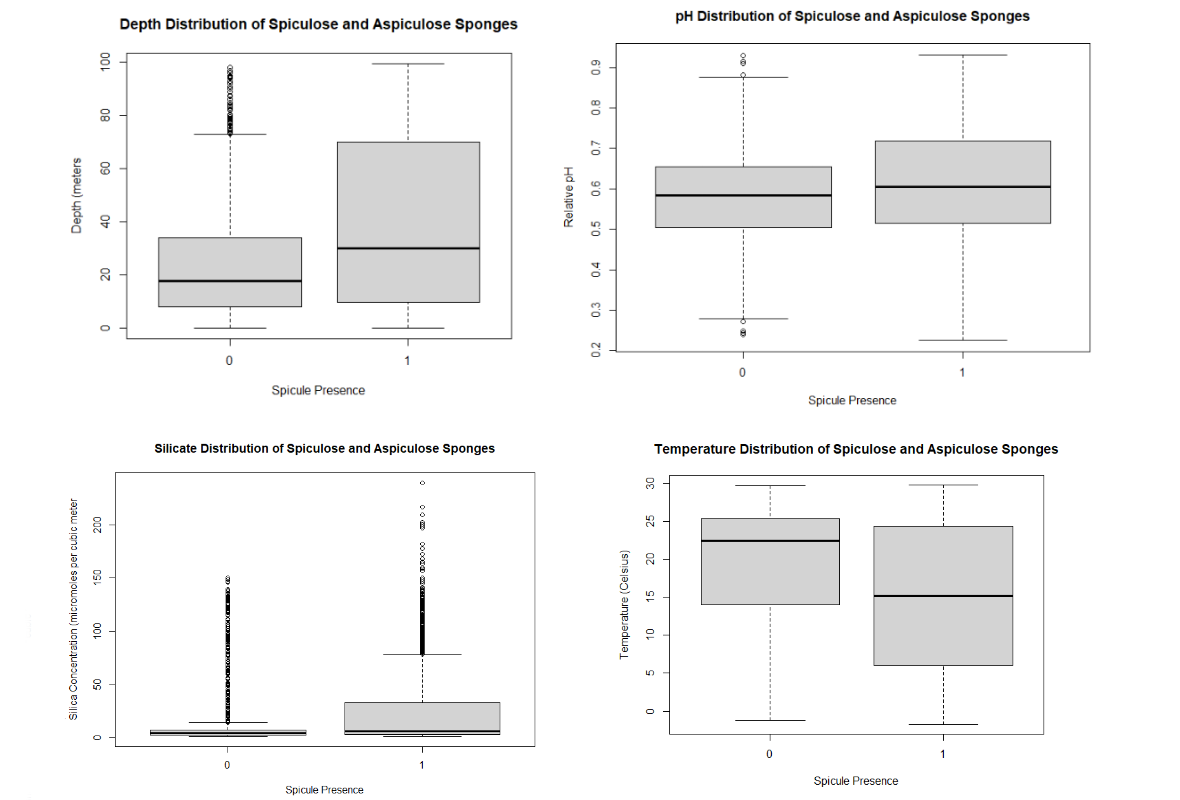 Depth Distribution of Spiculose and Aspiculose Sponges
Depth (meters
100
80
60
40
20
0
0 1
Spicule Presence
pH Distribution of Spiculose and Aspiculose Sponges
Relative pH
0.9
0.8
0.7
0.6
0.5
0.4
0.3
0.2
0 1
Spicule Presence
Silicate Distribution of Spiculose and Aspiculose Sponges
Silica Concentration (micromoles per cubic meter
200
150
100
50
0
0 1
Spicule Presence
Temperature Distribution of Spiculose and Aspiculose Sponges
Temperature (Celsius)
30
25
20
15
10
5
0
0 1
Spicule Presence